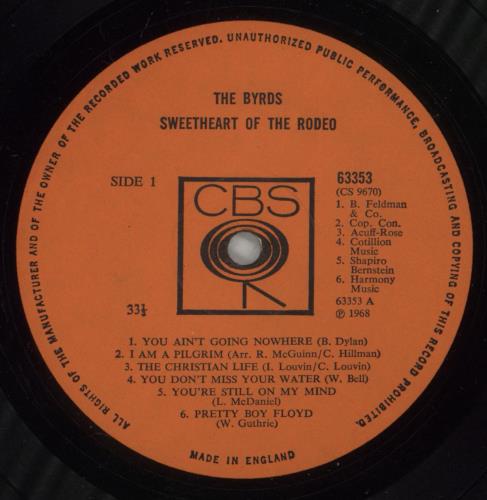 ALL RIGHTS OF THE MANUFACTURER AND OF THE OWNER OF THE RECORDED WORK RESERVED. UNAUTHORIZED PUBLIC PERFORMANCE, BROADCASTING AND COPYING OF THIS RECORD PROHIBITED.
THE BYRDS
SWEETHEART OF THE RODEO
SIDE 1
63353
(CS 9670)
CBS
1. B. Feldman
& Co.
2. Cop. Con.
3. Acuff-Rose
4. Cotillion
Music
5. Shapiro
Bernstein
6. Harmony
Music
33⅓
63353 A
℗ 1968
1. YOU AIN'T GOING NOWHERE (B. Dylan)
2. I AM A PILGRIM (Arr. R. McGuinn/C. Hillman)
3. THE CHRISTIAN LIFE (I. Louvin/C. Louvin)
4. YOU DON'T MISS YOUR WATER (W. Bell)
5. YOU'RE STILL ON MY MIND
(L. McDaniel)
6. PRETTY BOY FLOYD
(W. Guthrie)
MADE IN ENGLAND